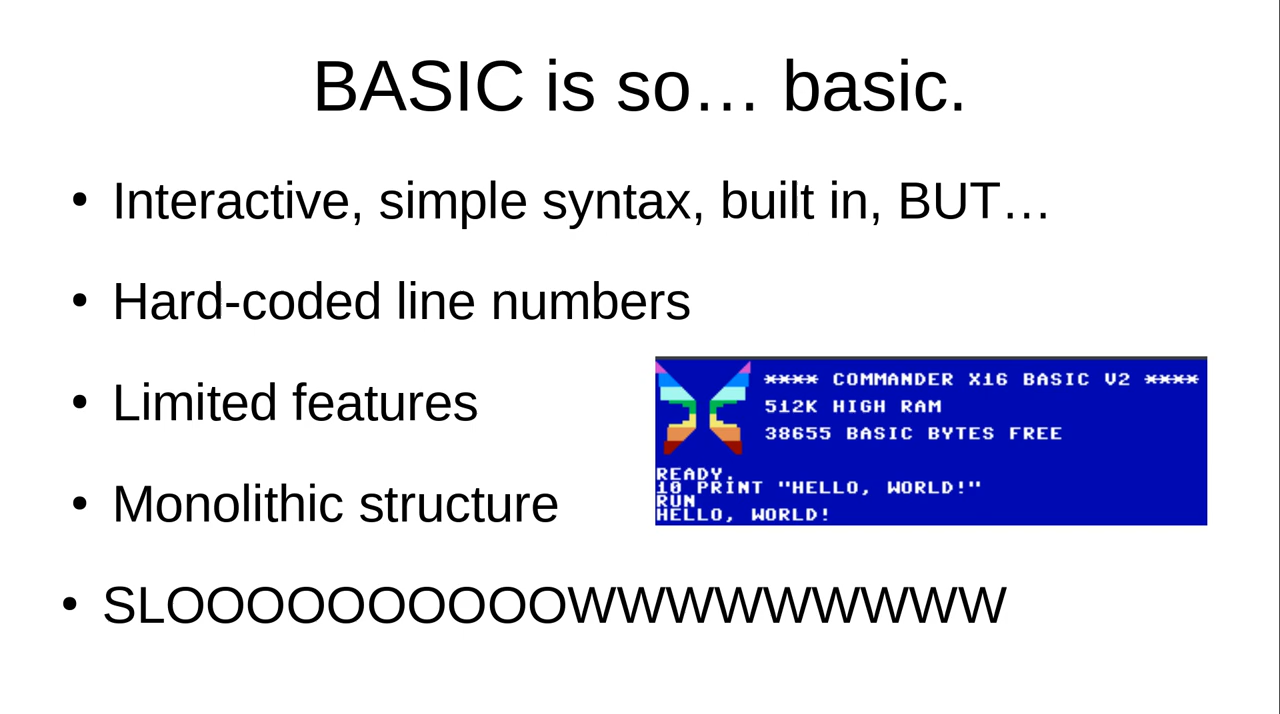 BASIC is so… basic.
• Interactive, simple syntax, built in, BUT…
• Hard-coded line numbers
• Limited features
• Monolithic structure
**** COMMANDER X16 BASIC V2 ****
512K HIGH RAM
38655 BASIC BYTES FREE
READY.
10 PRINT "HELLO, WORLD!"
RUN
HELLO, WORLD!
• SLOOOOOOOOOOWWWWWWWWW